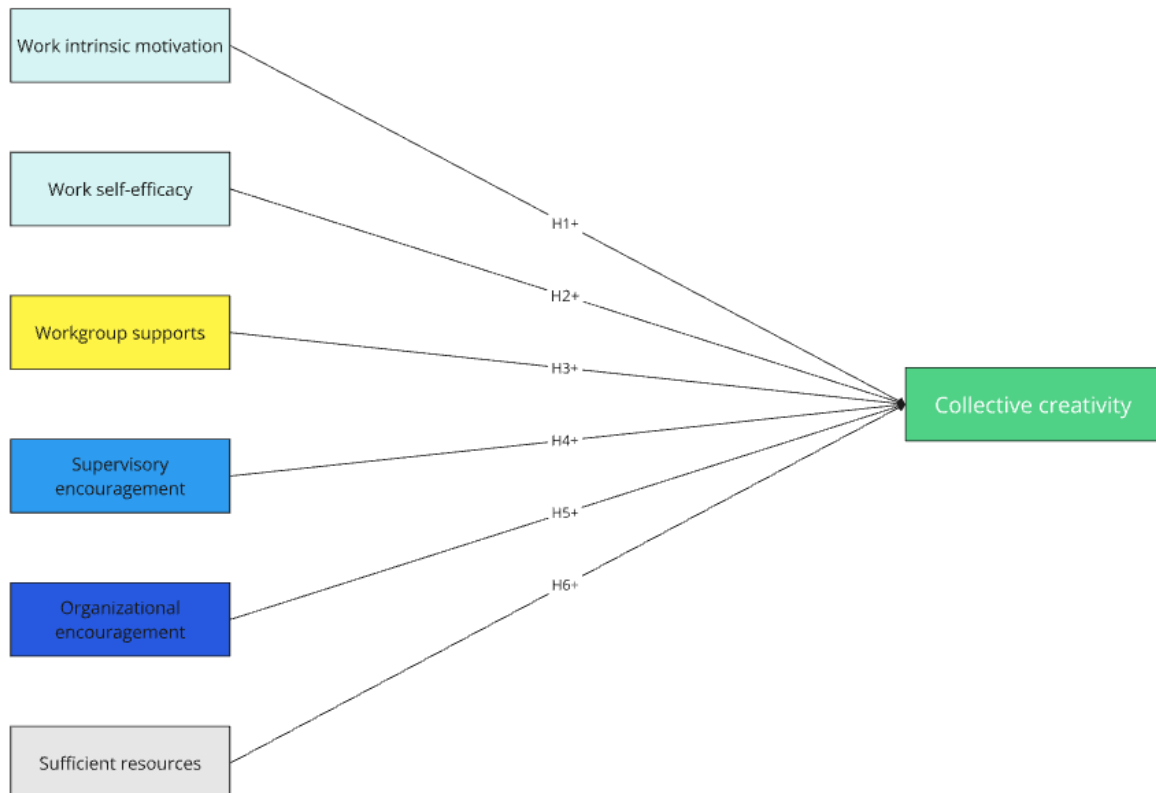 Work intrinsic motivation
Work self-efficacy
H1+
H2+
Workgroup supports
H3+
Collective creativity
Supervisory
encouragement
H4+
H5+
Organizational
encouragement
H6+
Sufficient resources